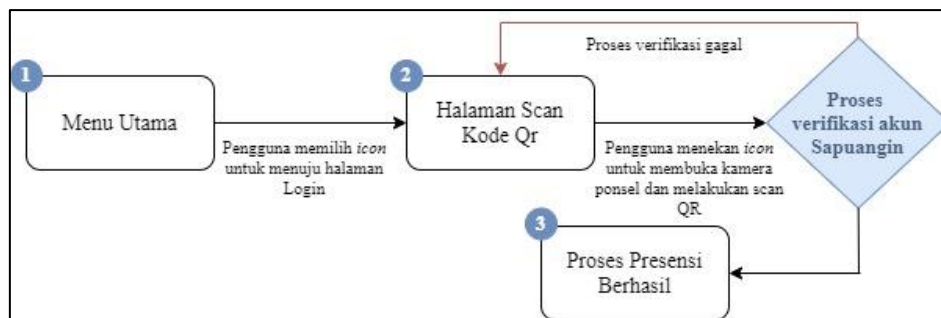 1
Menu Utama
Pengguna memilih icon
untuk menuju halaman
Login
2
Halaman Scan
Kode Qr
Proses verifikasi gagal
Pengguna menekan icon
untuk membuka kamera
ponsel dan melakukan scan
QR
Proses
verifikasi akun
Sapuangin
3
Proses Presensi
Berhasil